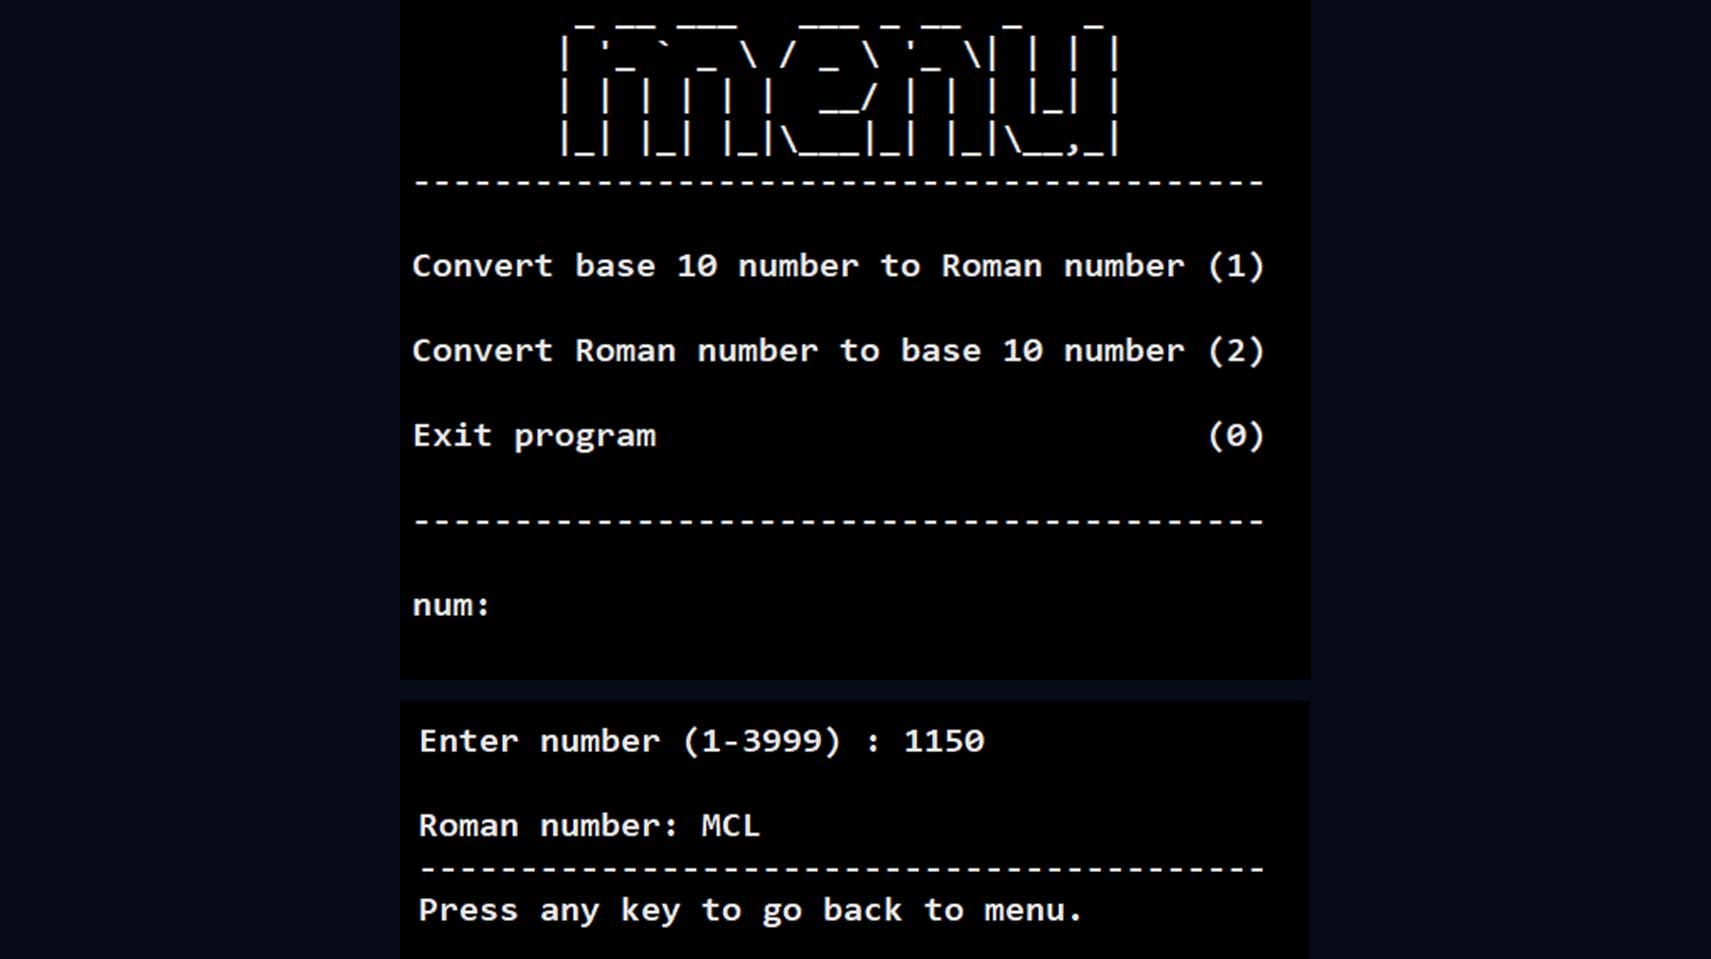 menu
------------------------------------------
Convert base 10 number to Roman number (1)
Convert Roman number to base 10 number (2)
Exit program                           (0)
------------------------------------------
num:
Enter number (1-3999) : 1150
Roman number: MCL
------------------------------------------
Press any key to go back to menu.